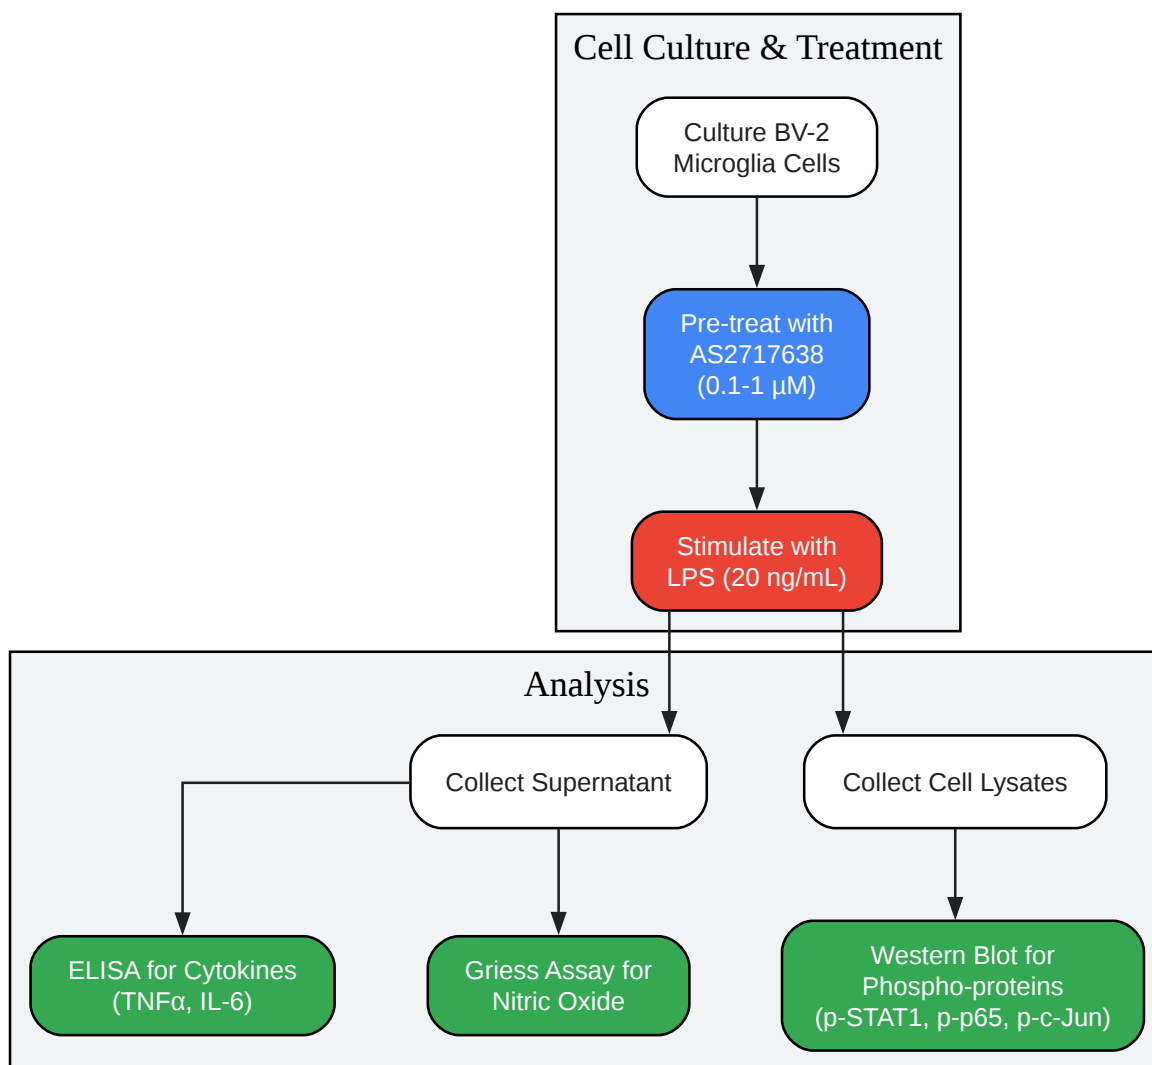 Cell Culture & Treatment
Culture BV-2
Microglia Cells
Pre-treat with
AS2717638
(0.1-1 µM)
Stimulate with
LPS (20 ng/mL)
Analysis
Collect Supernatant
Collect Cell Lysates
ELISA for Cytokines
(TNFα, IL-6)
Griess Assay for
Nitric Oxide
Western Blot for
Phospho-proteins
(p-STAT1, p-p65, p-c-Jun)